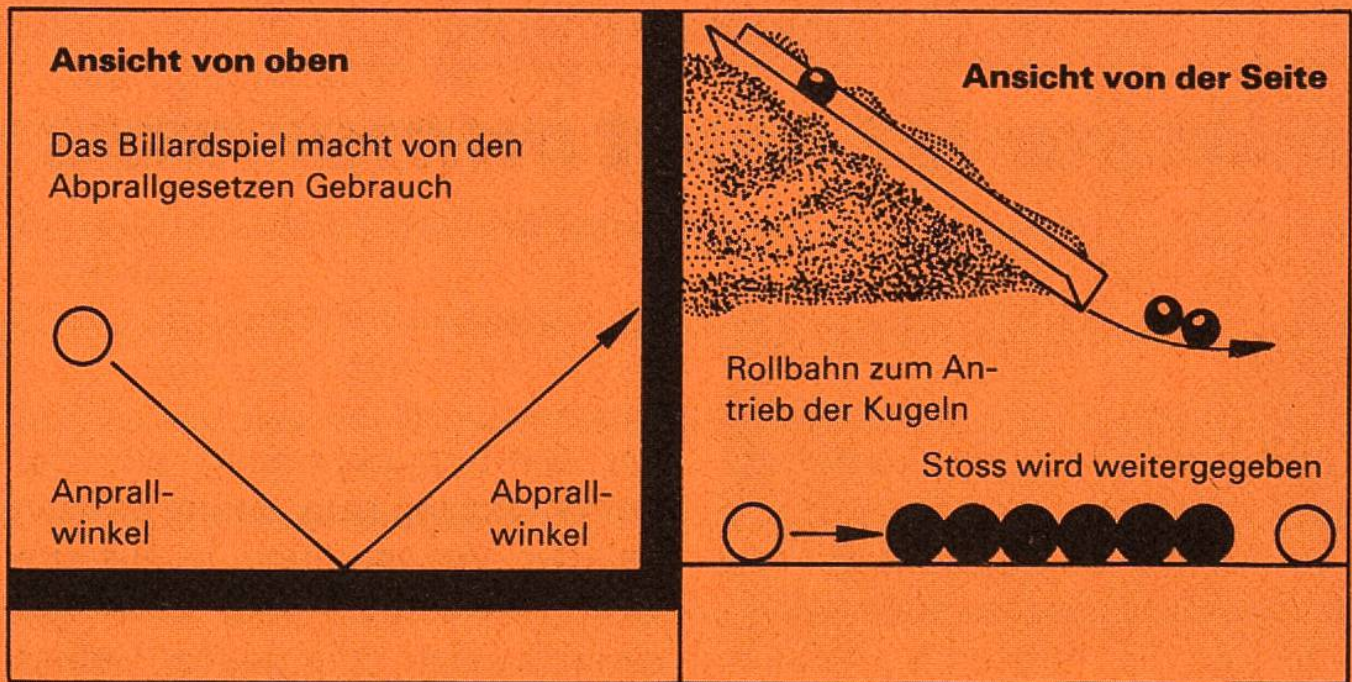 Ansicht von oben
Das Billardspiel macht von den
Abprallgesetzen Gebrauch
Anprall-
winkel
Abprall-
winkel
Ansicht von der Seite
Rollbahn zum An-
trieb der Kugeln
Stoss wird weitergegeben